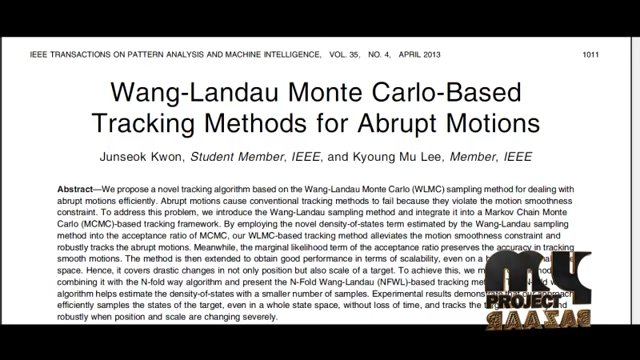 IEEE TRANSACTIONS ON PATTERN ANALYSIS AND MACHINE INTELLIGENCE, VOL. 35, NO. 4, APRIL 2013 1011
Wang-Landau Monte Carlo-Based
Tracking Methods for Abrupt Motions
Junseok Kwon, Student Member, IEEE, and Kyoung Mu Lee, Member, IEEE
Abstract—We propose a novel tracking algorithm based on the Wang-Landau Monte Carlo (WLMC) sampling method for dealing with
abrupt motions efficiently. Abrupt motions cause conventional tracking methods to fail because they violate the motion smoothness
constraint. To address this problem, we introduce the Wang-Landau sampling method and integrate it into a Markov Chain Monte
Carlo (MCMC)-based tracking framework. By employing the novel density-of-states term estimated by the Wang-Landau sampling
method into the acceptance ratio of MCMC, our WLMC-based tracking method alleviates the motion smoothness constraint and
robustly tracks the abrupt motions. Meanwhile, the marginal likelihood term of the acceptance ratio preserves the accuracy in tracking
smooth motions. The method is then extended to obtain good performance in terms of scalability, even on a
space. Hence, it covers drastic changes in not only position but also scale of a target. To achieve this, we
combining it with the N-fold way algorithm and present the N-Fold Wang-Landau (NFWL)-based tracking
algorithm helps estimate the density-of-states with a smaller number of samples. Experimental results
efficiently samples the states of the target, even in a whole state space, without loss of time, and tracks the
robustly when position and scale are changing severely.
MY
PROJECT
BAZAAR